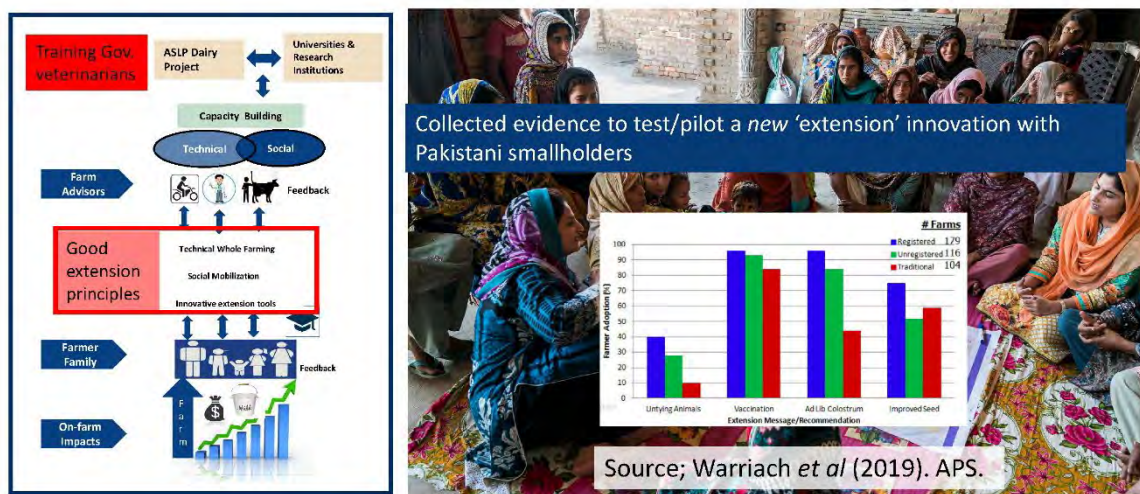 Training Gov.
veterinarians
ASLP Dairy
Project
Universities &
Research
Institutions
Capacity Building
Technical
Social
Farm
Advisors
Feedback
Good
extension
principles
Technical Whole Farming
Social Mobilization
Innovative extension tools
Farmer
Family
Feedback
On-farm
Impacts
Farm
$
Milk
Collected evidence to test/pilot a new ‘extension’ innovation with
Pakistani smallholders
# Farms
Registered 129
Unregistered 116
Traditional 104
Farmer Adoption [%]
100
90
80
70
60
50
40
30
20
10
0
Untying Animals
Vaccination
Ad Lib Colostrum
Improved Seed
Extension Message/Recommendation
Source; Warriach et al (2019). APS.